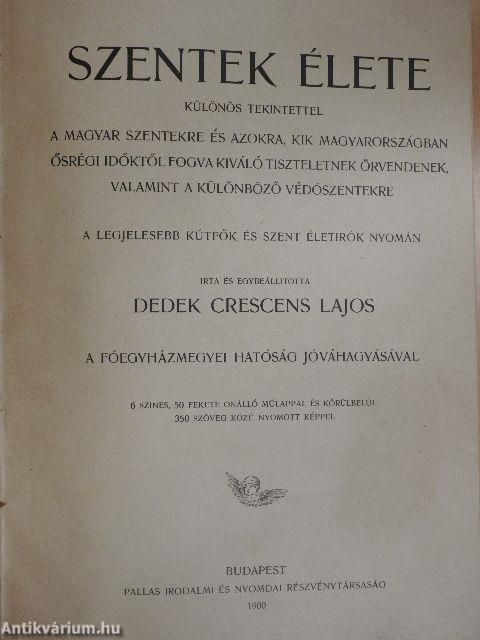 SZENTEK ÉLETE
KÜLÖNÖS TEKINTETTEL
A MAGYAR SZENTEKRE ÉS AZOKRA, KIK MAGYARORSZÁGBAN
ŐSRÉGI IDŐKTŐL FOGVA KIVÁLÓ TISZTELETNEK ÖRVENDENEK,
VALAMINT A KÜLÖNBÖZŐ VÉDŐSZENTEKRE
A LEGJELESEBB KÚTFŐK ÉS SZENT ÉLETIRÓK NYOMÁN
IRTA ÉS EGYBEÁLLITOTTA
DEDEK CRESCENS LAJOS
A FŐEGYHÁZMEGYEI HATÓSÁG JÓVÁHAGYÁSÁVAL
6 SZINES, 50 FEKETE ÖNÁLLÓ MŰLAPPAL ÉS KÖRÜLBELÜL
350 SZÖVEG KÖZÉ NYOMOTT KÉPPEL
BUDAPEST
PALLAS IRODALMI ÉS NYOMDAI RÉSZVÉNYTÁRSASÁG
1900
Antikvárium.hu